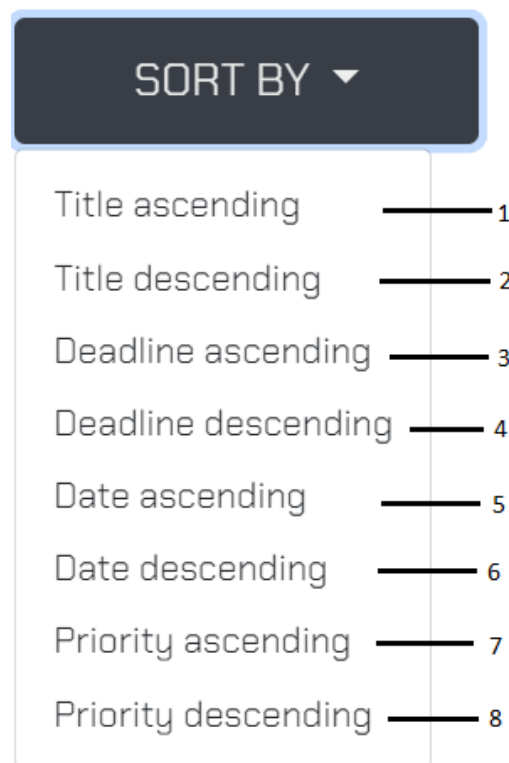 SORT BY
Title ascending 1
Title descending 2
Deadline ascending 3
Deadline descending 4
Date ascending 5
Date descending 6
Priority ascending 7
Priority descending 8